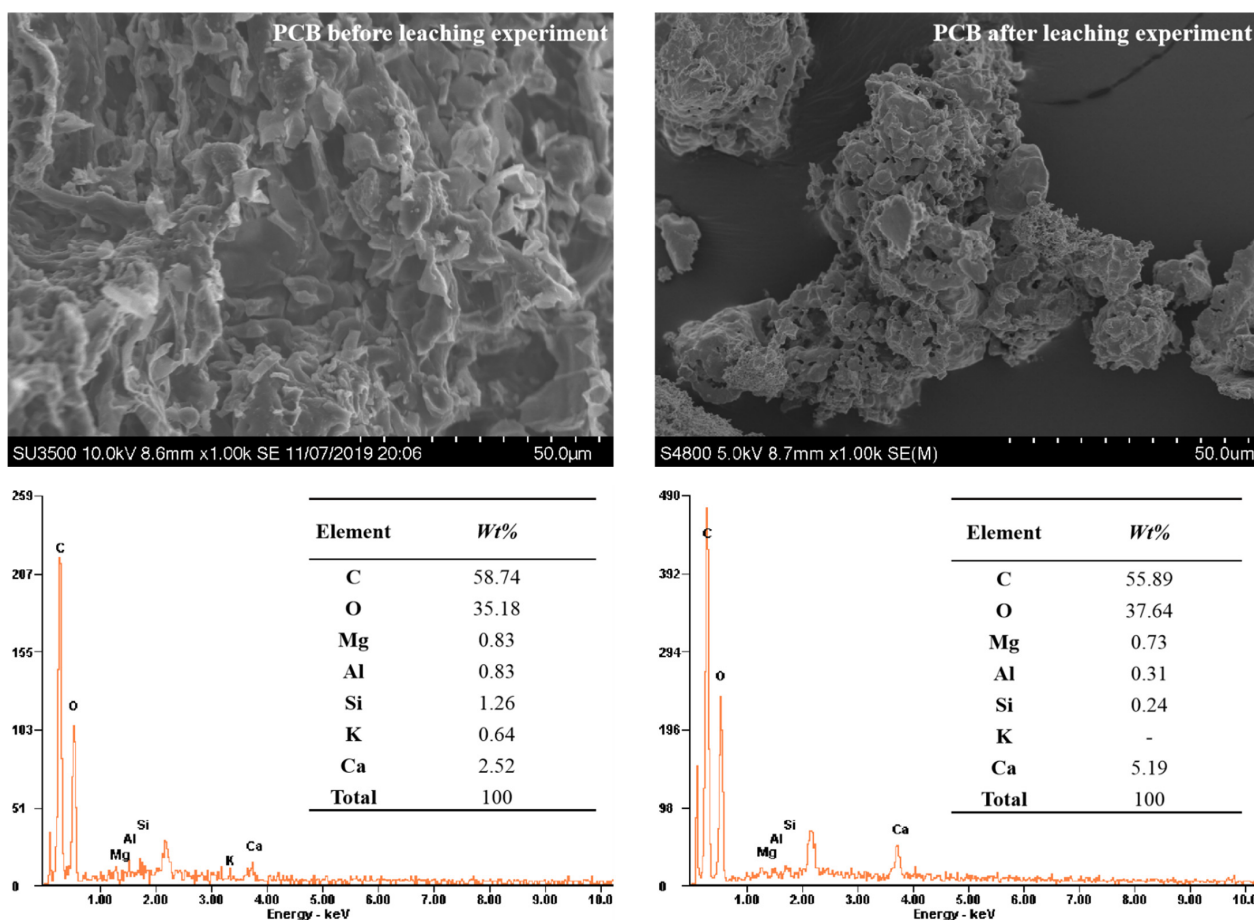 PCB before leaching experiment
SU3500 10.0kV 8.6mm x1.00k SE 11/07/2019 20:06 50.0µm
PCB after leaching experiment
S4800 5.0kV 8.7mm x1.00k SE(M) 50.0um
259
207
155
103
51
0
C
O
Mg
Al
Si
K
Ca
1.00 2.00 3.00 4.00 5.00 6.00 7.00 8.00 9.00 10.0
Energy - keV
Element Wt%
C 58.74
O 35.18
Mg 0.83
Al 0.83
Si 1.26
K 0.64
Ca 2.52
Total 100
490
392
294
196
98
0
C
O
Mg
Al
Si
Ca
1.00 2.00 3.00 4.00 5.00 6.00 7.00 8.00 9.00 10.0
Energy - keV
Element Wt%
C 55.89
O 37.64
Mg 0.73
Al 0.31
Si 0.24
K -
Ca 5.19
Total 100